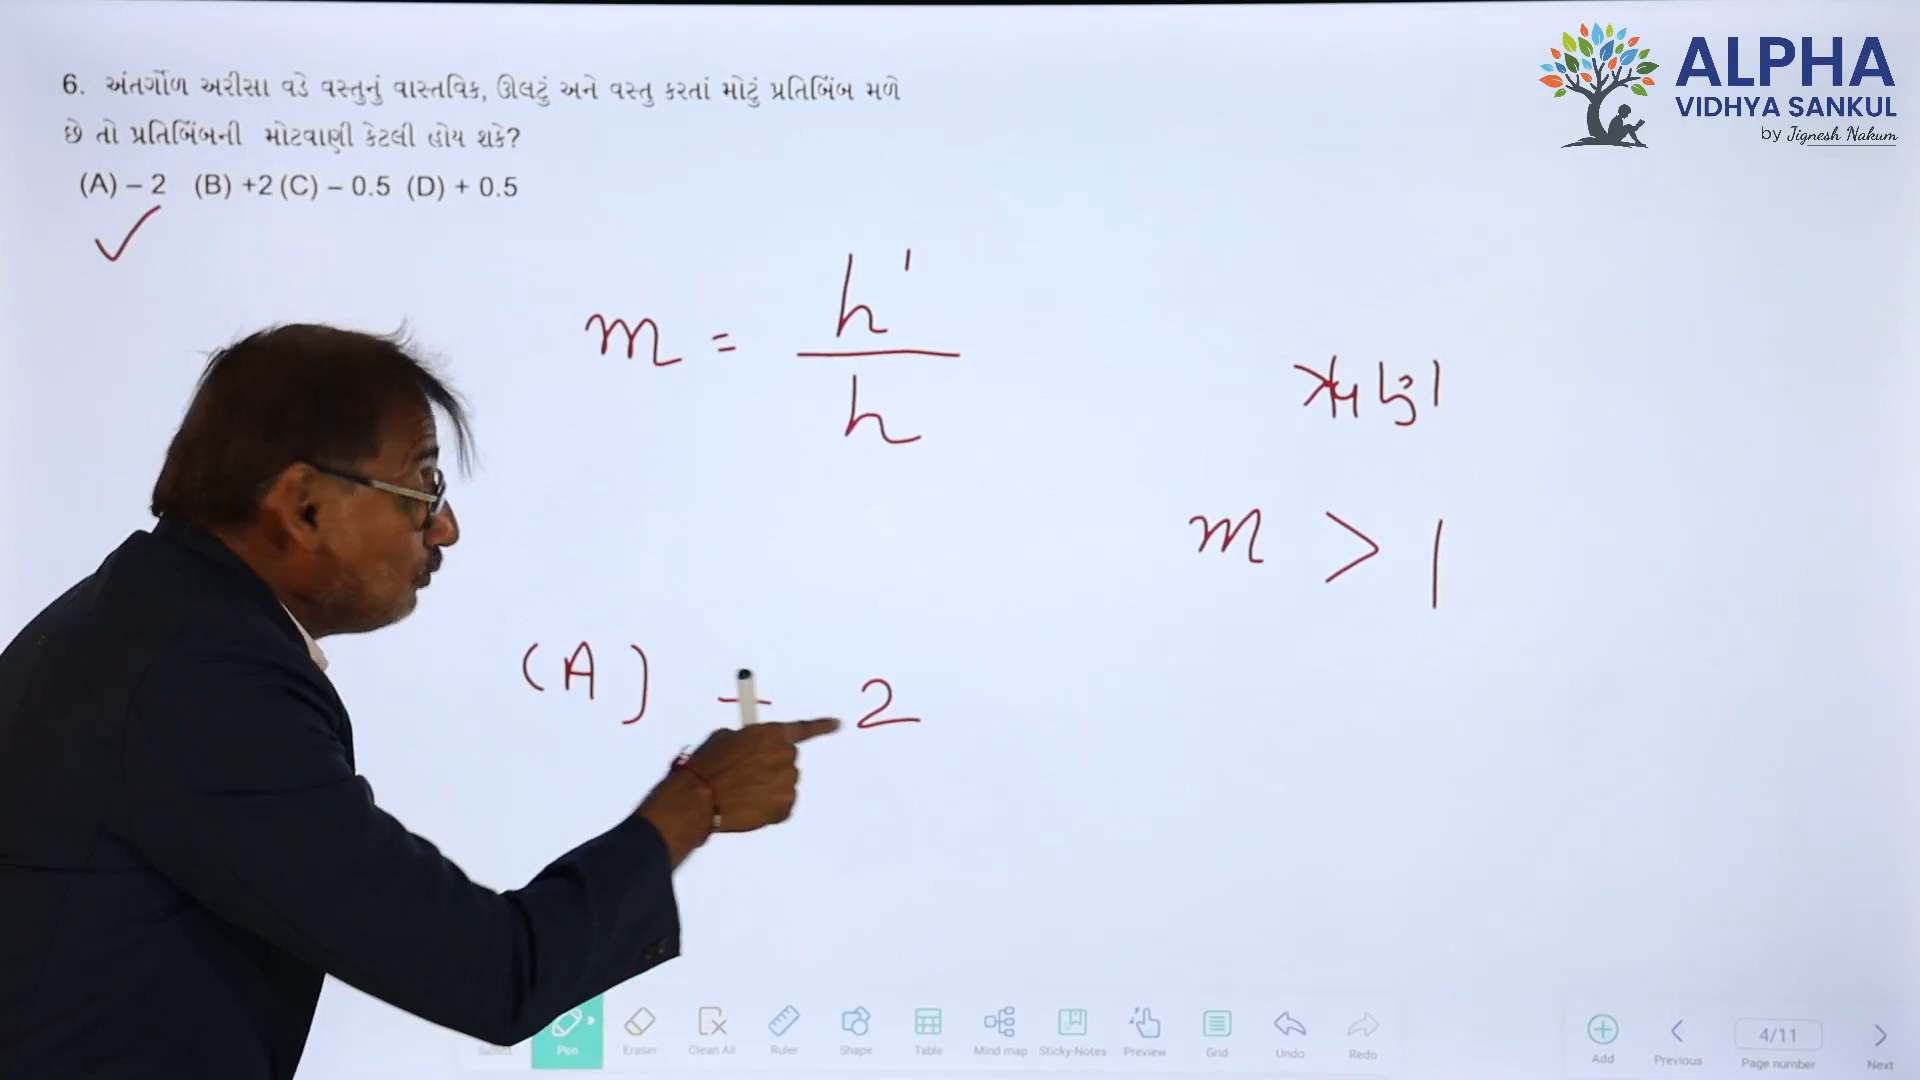 ALPHA
VIDHYA SANKUL
by Jignesh Nakum
6. અંતર્ગોળ અરીસા વડે વસ્તુનું વાસ્તવિક, ઊલટું અને વસ્તુ કરતાં મોટું પ્રતિબિંબ મળે
છે તો પ્રતિબિંબની મોટવાણી કેટલી હોય શકે?
(A) – 2 (B) +2 (C) – 0.5 (D) + 0.5
m = h' / h
m > 1
(A) – 2
Pen
Eraser
Clean All
Ruler
Shape
Table
Mind map
Sticky-Notes
Preview
Grid
Undo
Redo
Add
Previous
4/11
Page number
Next